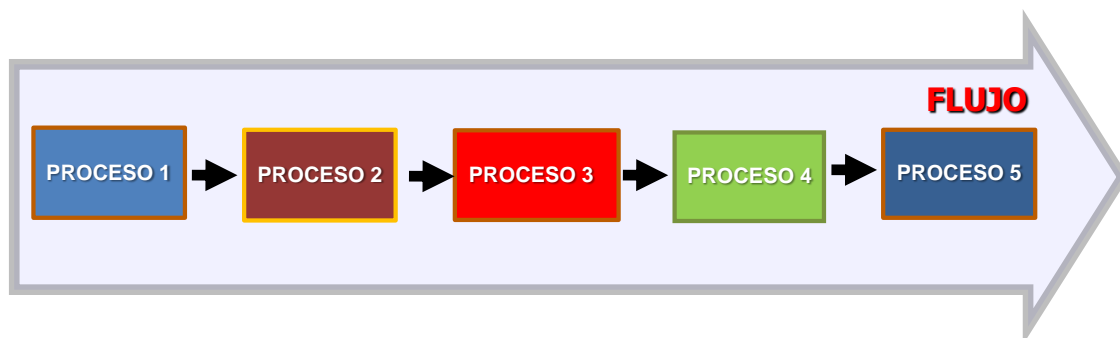 FLUJO
PROCESO 1
PROCESO 2
PROCESO 3
PROCESO 4
PROCESO 5